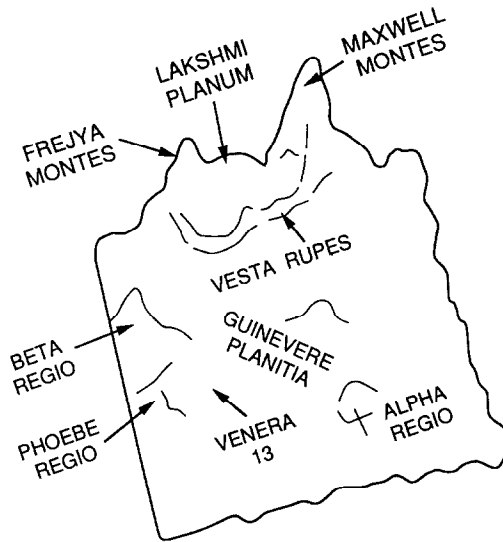 MAXWELL
MONTES
LAKSHMI
PLANUM
FREJYA
MONTES
VESTA RUPES
GUINEVERE
PLANITIA
BETA
REGIO
PHOEBE
REGIO
VENERA
13
ALPHA
REGIO